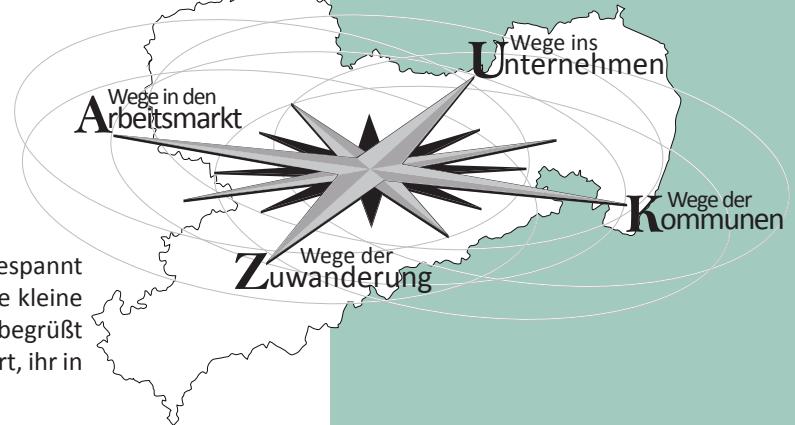 Wege ins
Unternehmen
Wege in den
Arbeitsmarkt
Wege der
Kommunen
Wege der
Zuwanderung
espannt
e kleine
begrüßt
rt, ihr in